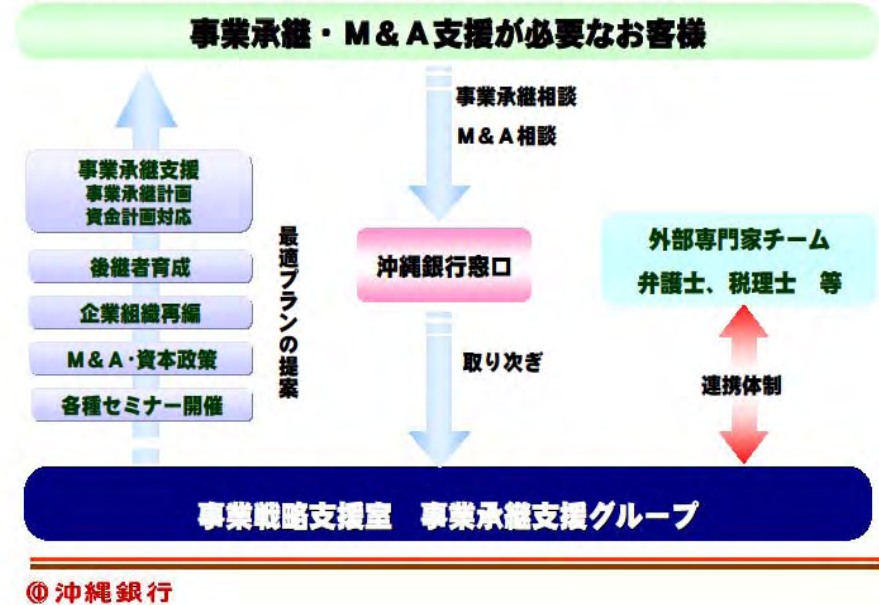 事業承継・M&A支援が必要なお客様
事業承継相談
M&A相談
事業承継支援
事業承継計画
資金計画対応
後継者育成
企業組織再編
M&A・資本政策
各種セミナー開催
最適プランの提案
沖縄銀行窓口
取り次ぎ
外部専門家チーム
弁護士、税理士　等
連携体制
事業戦略支援室　事業承継支援グループ
沖縄銀行